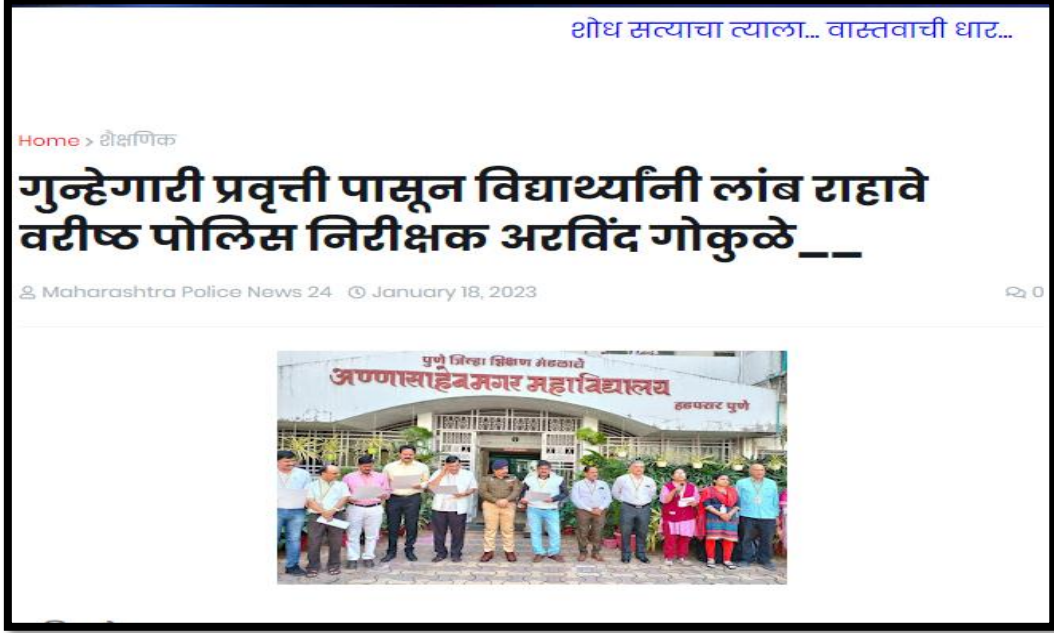 शोध सत्याचा त्याला... वास्तवाची धार...
Home > शैक्षणिक
गुन्हेगारी प्रवृत्ती पासून विद्यार्थ्यांनी लांब राहावे
वरीष्ठ पोलिस निरीक्षक अरविंद गोकुळे__
Maharashtra Police News 24 January 18, 2023 0
पुणे जिल्हा शिक्षण मंडळाचे
अण्णासाहेब मगर महाविद्यालय
हडपसर पुणे